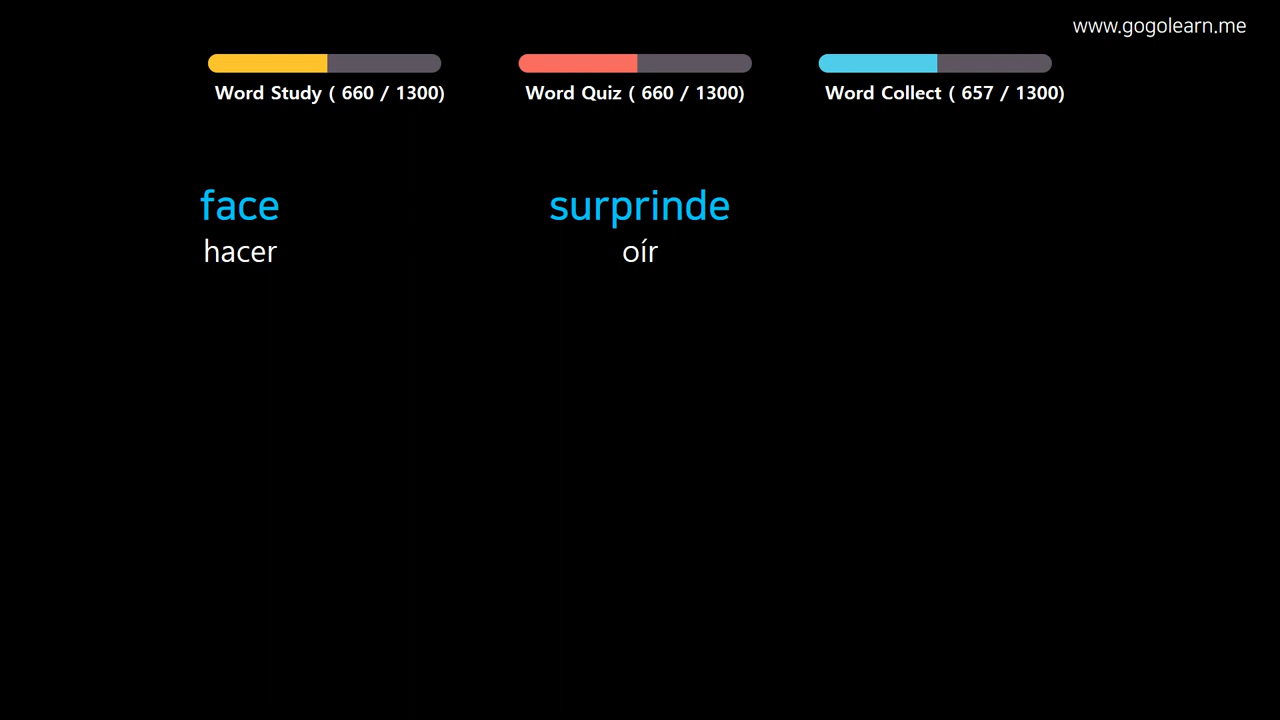 www.gogolearn.me
Word Study ( 660 / 1300)
Word Quiz ( 660 / 1300)
Word Collect ( 657 / 1300)
face
hacer
surprinde
oír